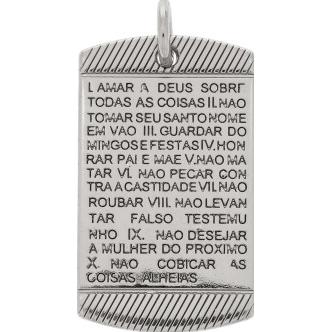 I. AMAR A DEUS SOBRE
TODAS AS COISAS II. NAO
TOMAR SEU SANTO NOME
EM VAO III. GUARDAR DO
MINGOS E FESTAS IV. HON
RAR PAI E MAE V. NAO MA
TAR VI. NAO PECAR CON
TRA A CASTIDADE VII. NAO
ROUBAR VIII. NAO LEVAN
TAR FALSO TESTEMU
NHO IX. NAO DESEJAR
A MULHER DO PROXIMO
X. NAO COBICAR AS
COISAS ALHEIAS